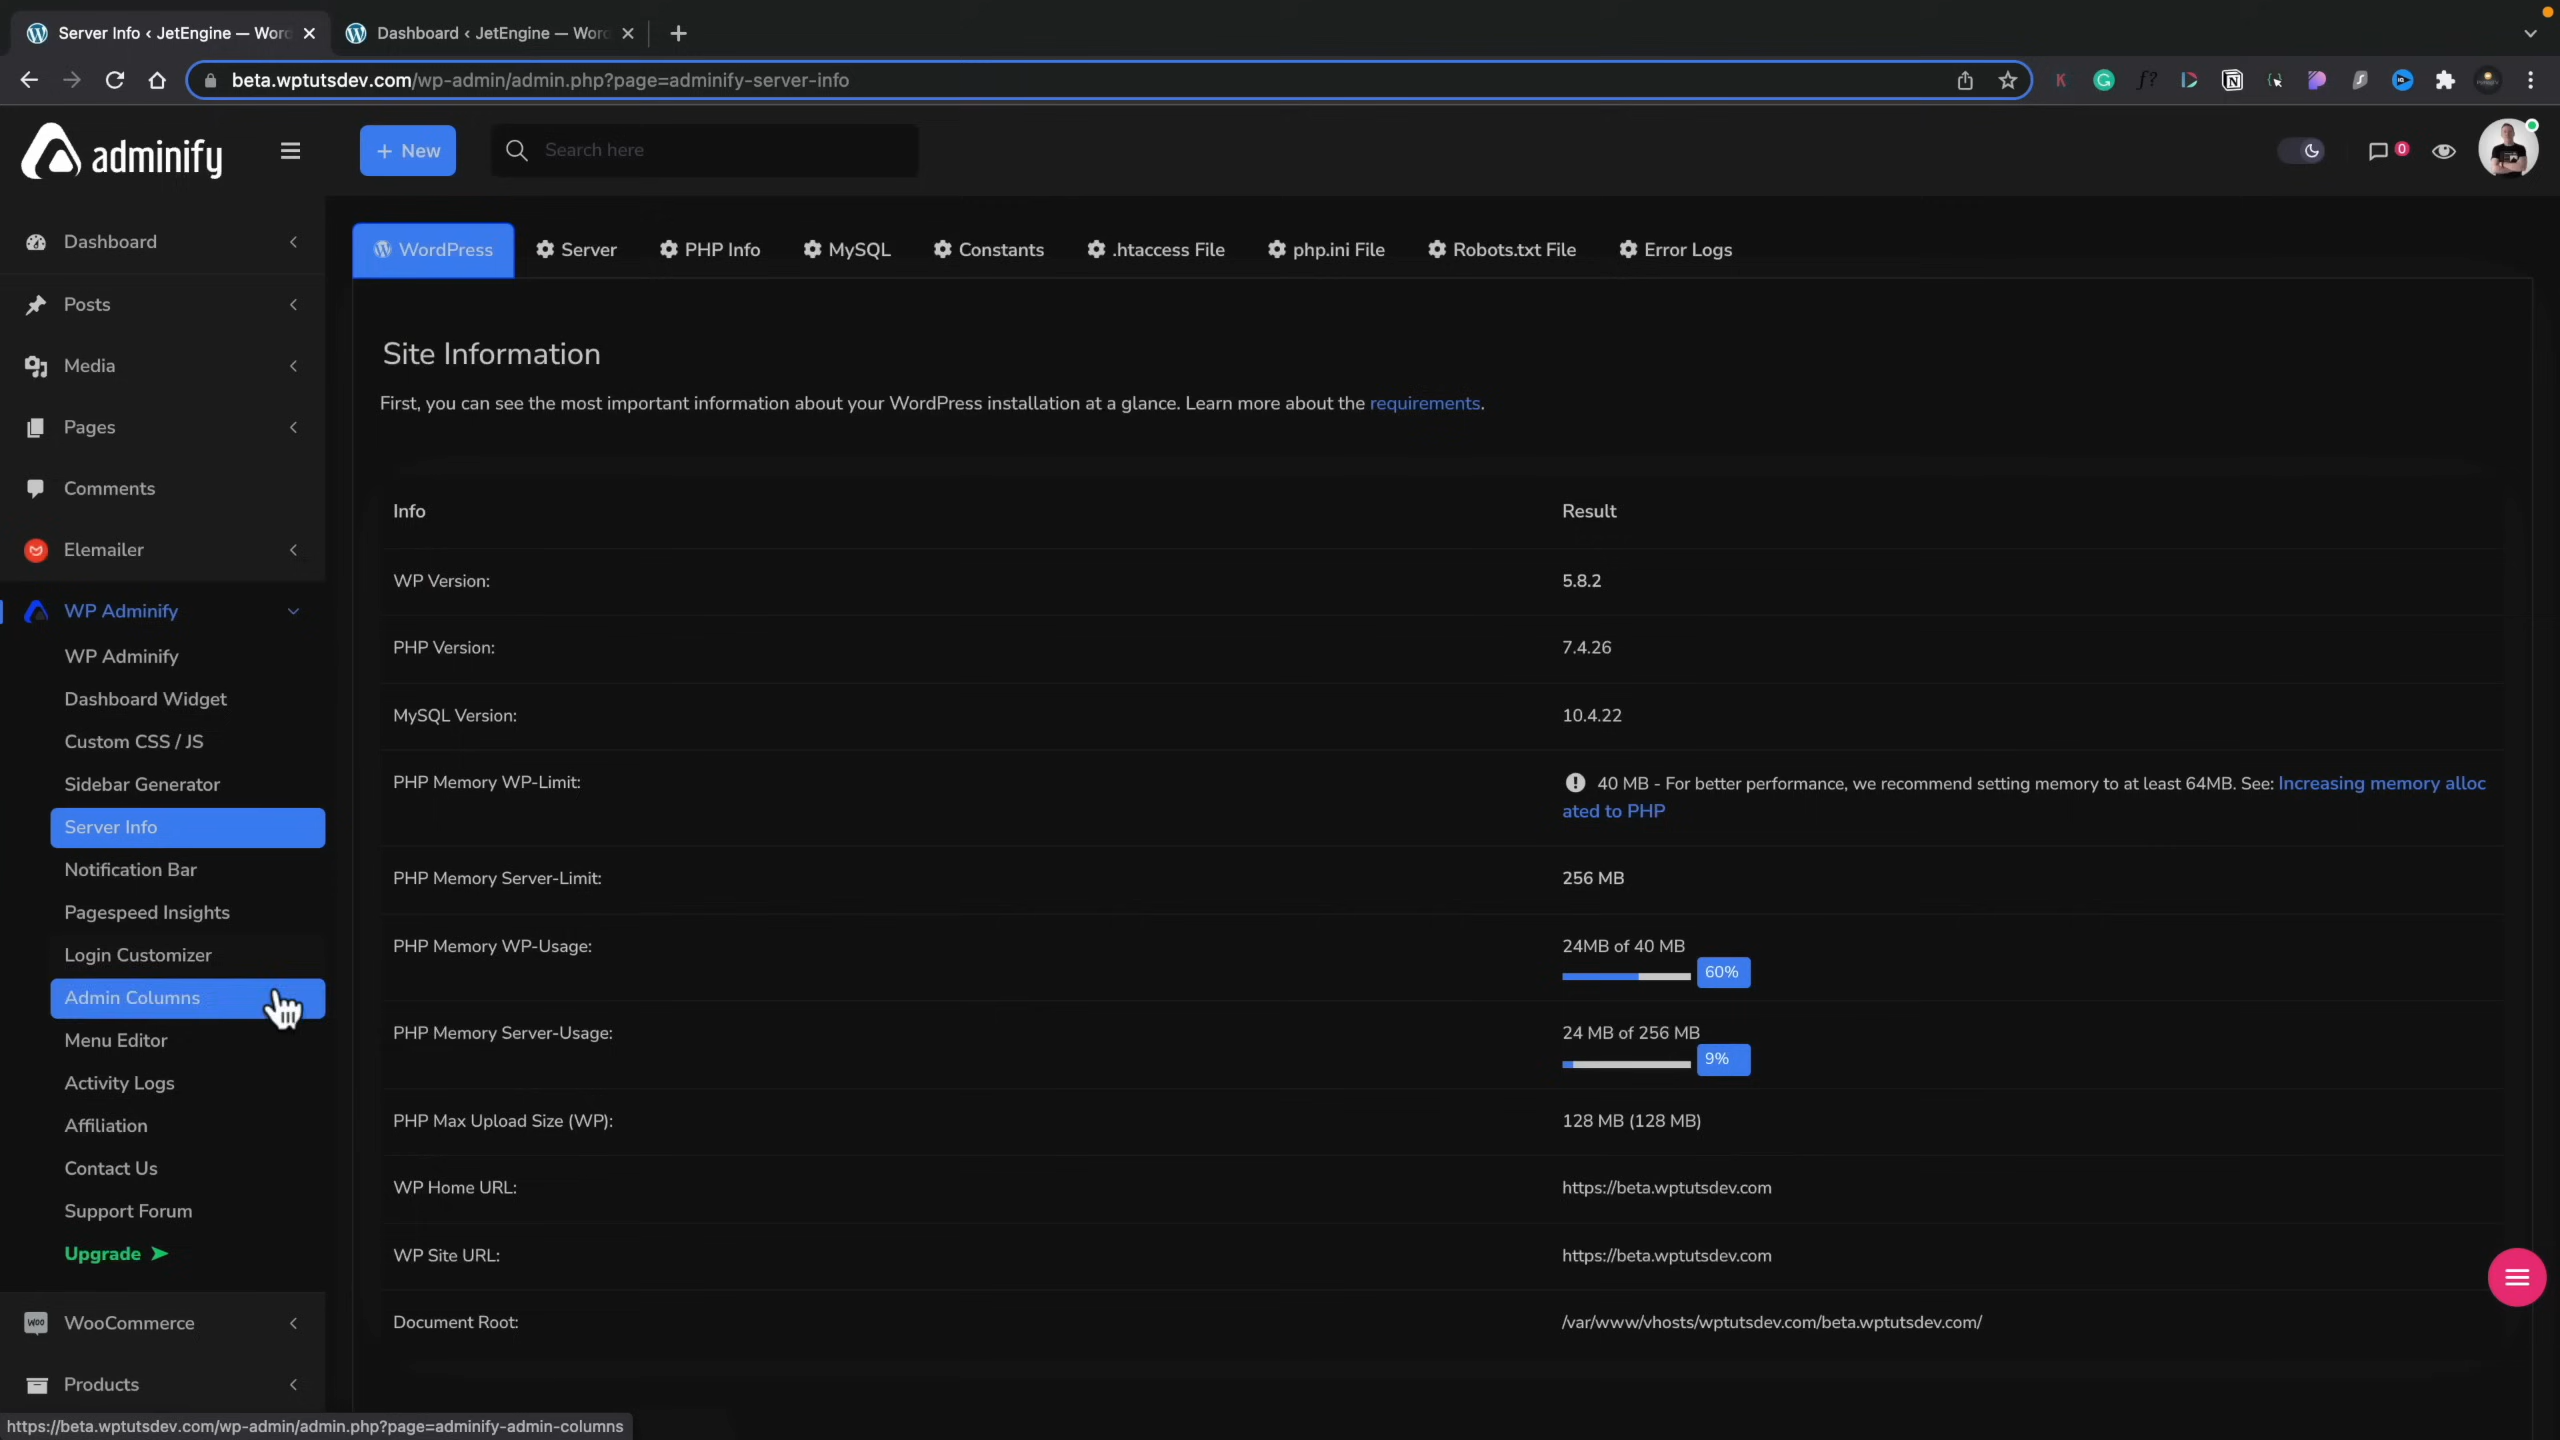 Server Info ‹ JetEngine — Word
Dashboard ‹ JetEngine — Wor
beta.wptutsdev.com/wp-admin/admin.php?page=adminify-server-info
adminify
+ New
Search here
0
Dashboard
Posts
Media
Pages
Comments
Elemailer
WP Adminify
WP Adminify
Dashboard Widget
Custom CSS / JS
Sidebar Generator
Server Info
Notification Bar
Pagespeed Insights
Login Customizer
Admin Columns
Menu Editor
Activity Logs
Affiliation
Contact Us
Support Forum
Upgrade ➤
WooCommerce
Products
WordPress
Server
PHP Info
MySQL
Constants
.htaccess File
php.ini File
Robots.txt File
Error Logs
Site Information
First, you can see the most important information about your WordPress installation at a glance. Learn more about the requirements.
Info Result
WP Version: 5.8.2
PHP Version: 7.4.26
MySQL Version: 10.4.22
PHP Memory WP-Limit: 40 MB - For better performance, we recommend setting memory to at least 64MB. See: Increasing memory alloc
ated to PHP
PHP Memory Server-Limit: 256 MB
PHP Memory WP-Usage: 24MB of 40 MB
60%
PHP Memory Server-Usage: 24 MB of 256 MB
9%
PHP Max Upload Size (WP): 128 MB (128 MB)
WP Home URL: https://beta.wptutsdev.com
WP Site URL: https://beta.wptutsdev.com
Document Root: /var/www/vhosts/wptutsdev.com/beta.wptutsdev.com/
https://beta.wptutsdev.com/wp-admin/admin.php?page=adminify-admin-columns